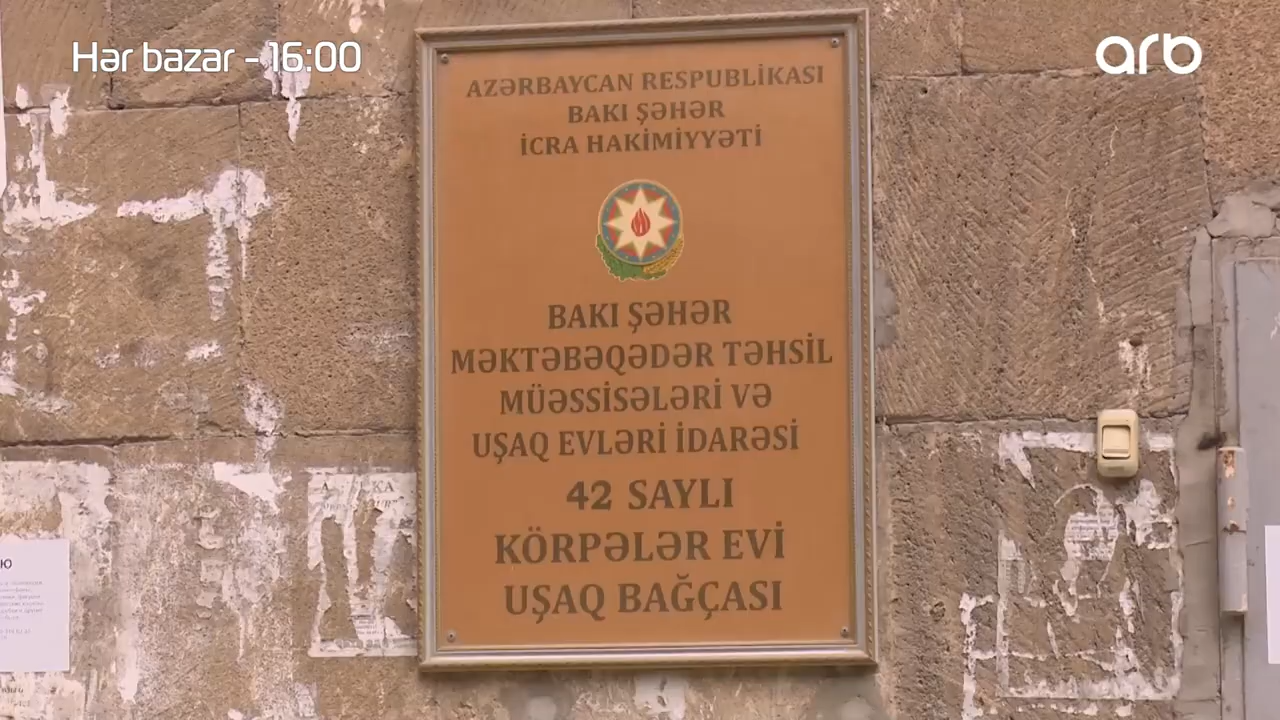 Hər bazar - 16:00
arb
AZƏRBAYCAN RESPUBLİKASI
BAKI ŞƏHƏR
İCRA HAKİMİYYƏTİ
BAKI ŞƏHƏR
MƏKTƏBƏQƏDƏR TƏHSİL
MÜƏSSİSƏLƏRİ VƏ
UŞAQ EVLƏRİ İDARƏSİ
42 SAYLI
KÖRPƏLƏR EVİ
UŞAQ BAĞÇASI